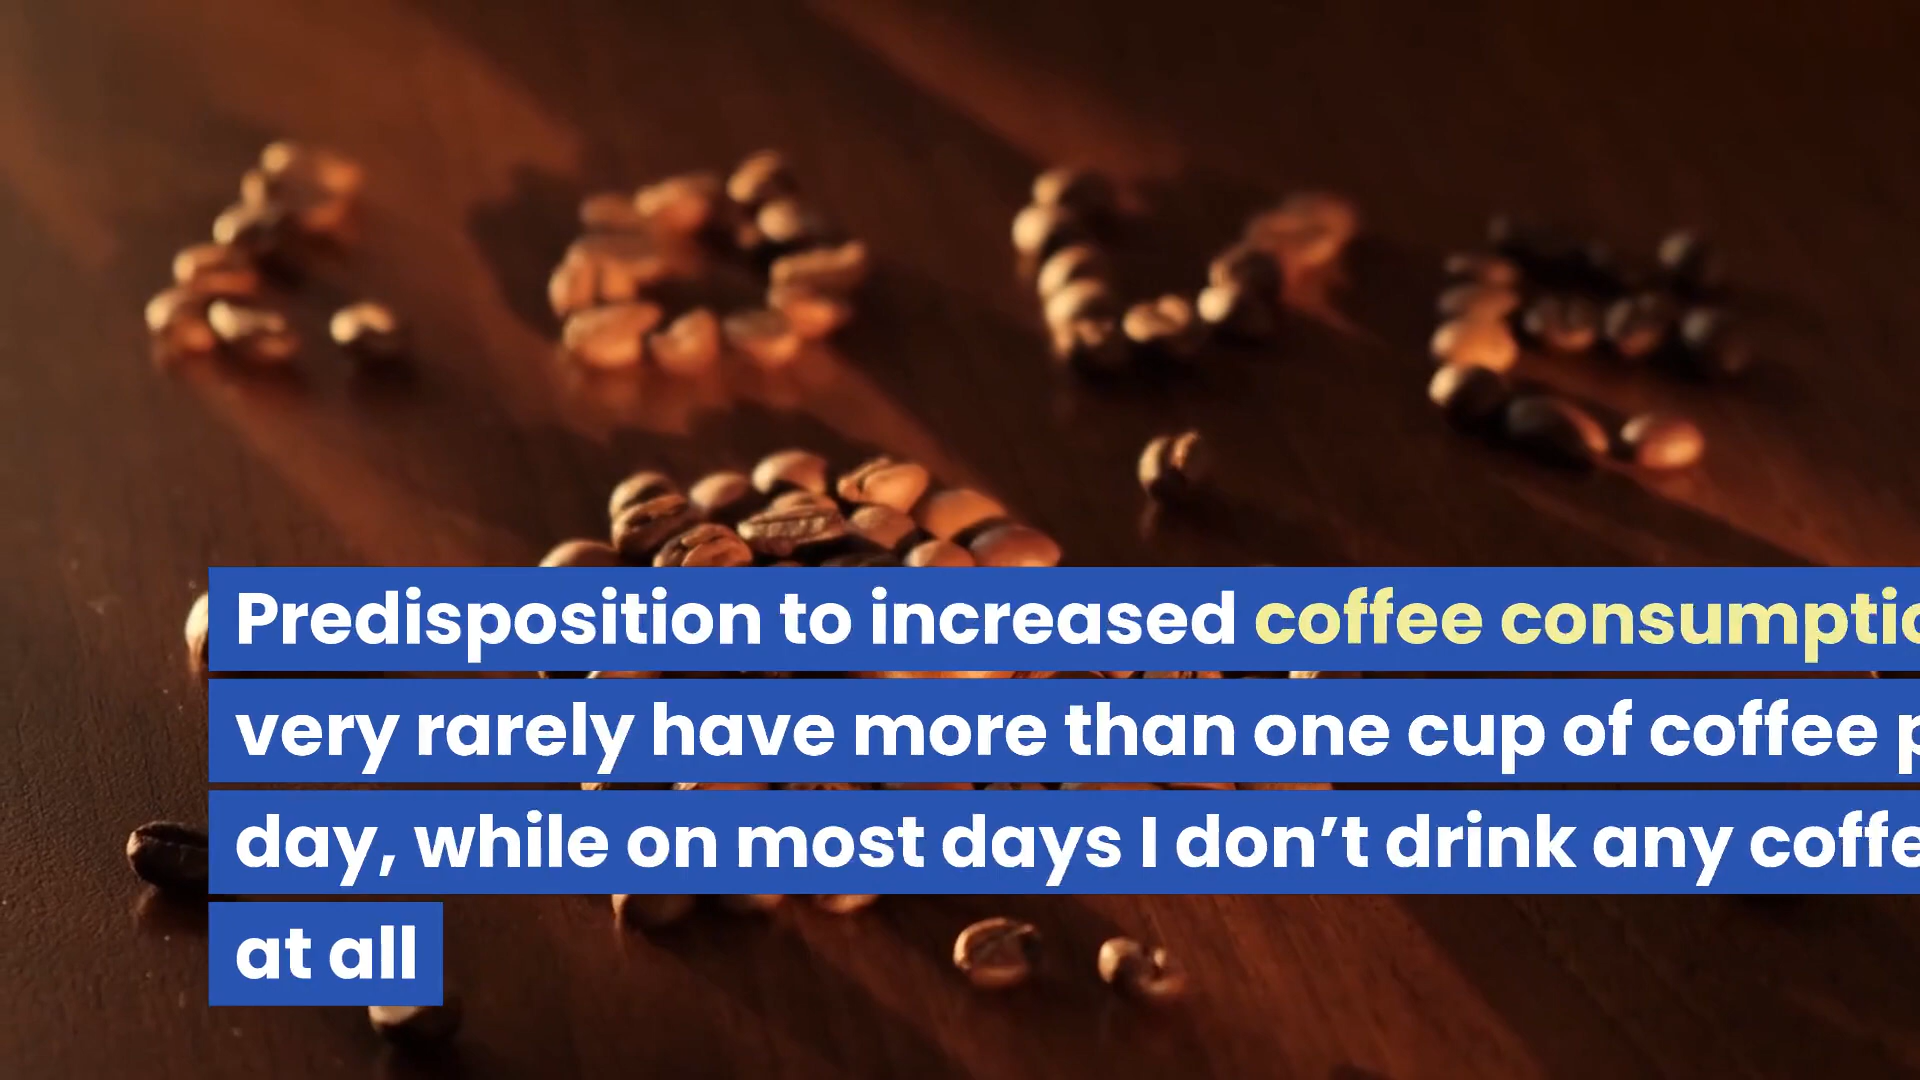 LOVE
Predisposition to increased coffee consumptio
very rarely have more than one cup of coffee p
day, while on most days I don’t drink any coffe
at all